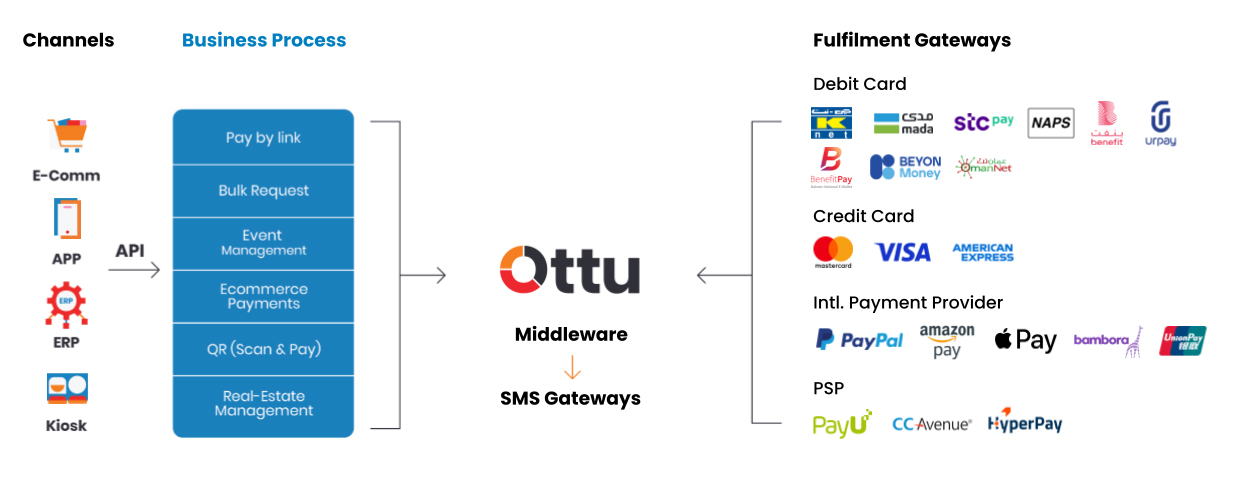 Channels
Business Process
Fulfilment Gateways
E-Comm
APP
ERP
ERP
Kiosk
API
Pay by link
Bulk Request
Event
Management
Ecommerce
Payments
QR (Scan & Pay)
Real-Estate
Management
Ottu
Middleware
SMS Gateways
Debit Card
K
net
مدى
mada
stc pay
NAPS
بنفت
benefit
urpay
BenefitPay
BEYON
Money
OmanNet
Credit Card
mastercard
VISA
AMERICAN
EXPRESS
Intl. Payment Provider
PayPal
amazon
pay
Pay
bambora
UnionPay
银联
PSP
PayU
CCAvenue®
HyperPay